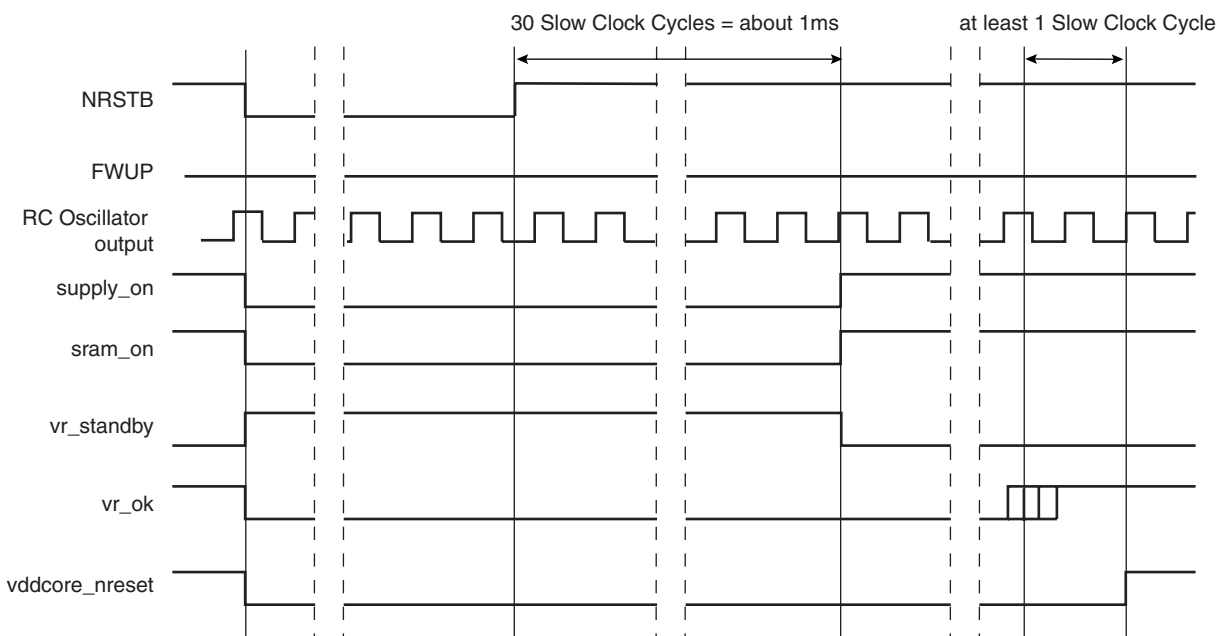 30 Slow Clock Cycles = about 1ms
at least 1 Slow Clock Cycle
NRSTB
FWUP
RC Oscillator
output
supply_on
sram_on
vr_standby
vr_ok
vddcore_nreset